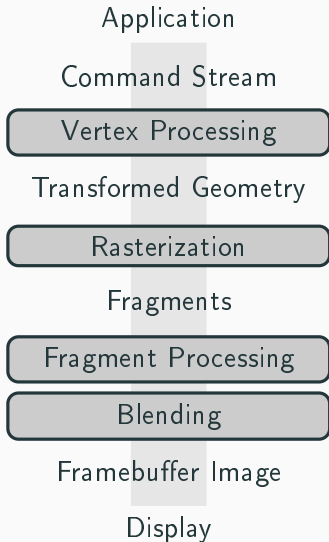 Application
Command Stream
Vertex Processing
Transformed Geometry
Rasterization
Fragments
Fragment Processing
Blending
Framebuffer Image
Display